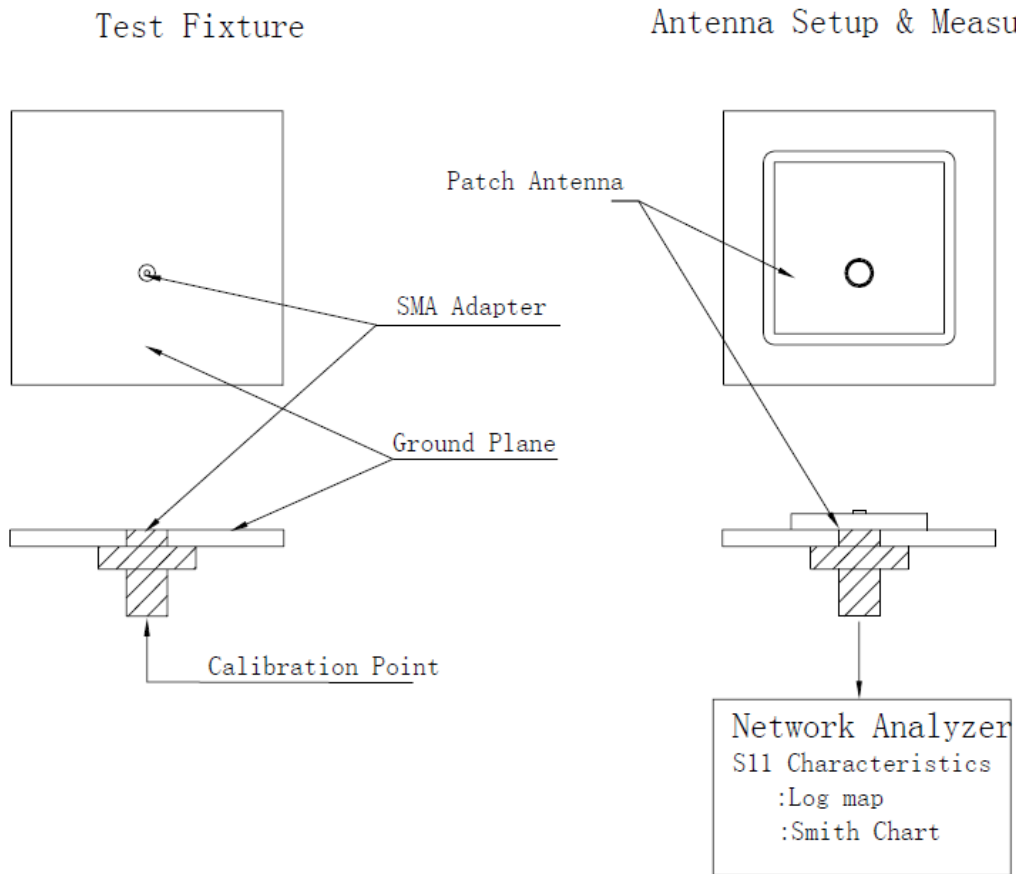 Test Fixture
Antenna Setup & Measu
Patch Antenna
SMA Adapter
Ground Plane
Calibration Point
Network Analyzer
S11 Characteristics
:Log map
:Smith Chart